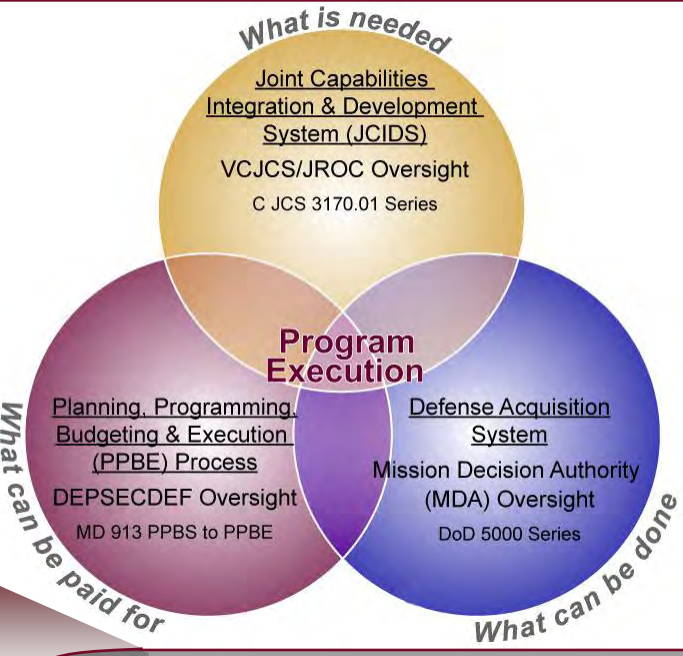 What is needed
Joint Capabilities
Integration & Development
System (JCIDS)
VCJCS/JROC Oversight
C JCS 3170.01 Series
Program
Execution
Planning, Programming,
Budgeting & Execution
(PPBE) Process
DEPSECDEF Oversight
MD 913 PPBS to PPBE
What can be paid for
Defense Acquisition
System
Mission Decision Authority
(MDA) Oversight
DoD 5000 Series
What can be done